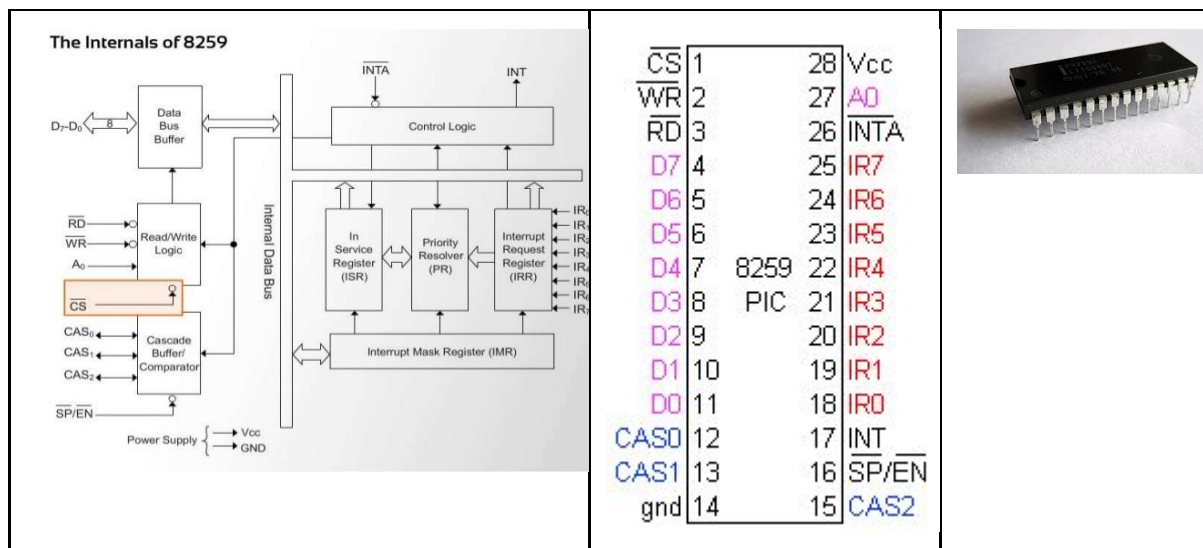 The Internals of 8259
INTA
INT
D7-D0
8
Data
Bus
Buffer
Control Logic
RD
WR
A0
Read/Write
Logic
CS
CAS0
CAS1
CAS2
Cascade
Buffer/
Comparator
SP/EN
Power Supply
Vcc
GND
Internal Data Bus
In
Service
Register
(ISR)
Priority
Resolver
(PR)
Interrupt
Request
Register
(IRR)
IR0
IR1
IR2
IR3
IR4
IR5
IR6
IR7
Interrupt Mask Register (IMR)
CS 1 28 Vcc
WR 2 27 A0
RD 3 26 INTA
D7 4 25 IR7
D6 5 24 IR6
D5 6 23 IR5
D4 7 8259 22 IR4
D3 8 PIC 21 IR3
D2 9 20 IR2
D1 10 19 IR1
D0 11 18 IR0
CAS0 12 17 INT
CAS1 13 16 SP/EN
gnd 14 15 CAS2